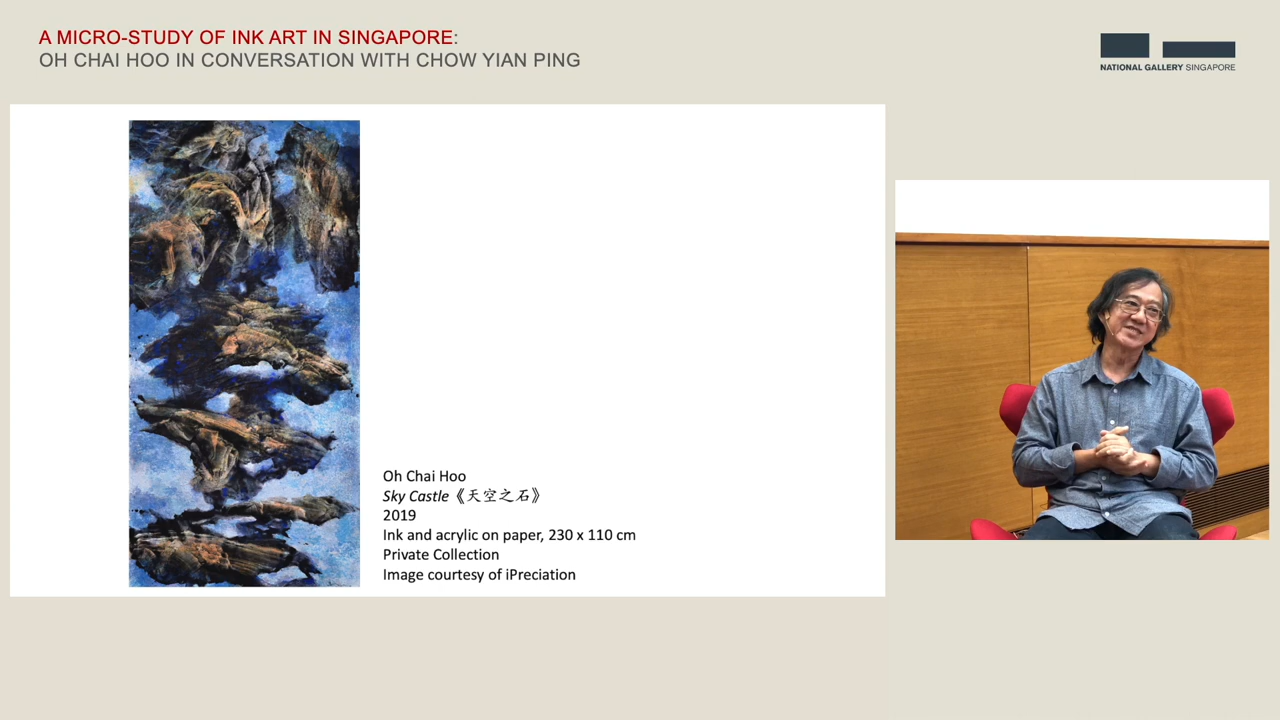 A MICRO-STUDY OF INK ART IN SINGAPORE:
OH CHAI HOO IN CONVERSATION WITH CHOW YIAN PING
NATIONAL GALLERY SINGAPORE
Oh Chai Hoo
Sky Castle《天空之石》
2019
Ink and acrylic on paper, 230 x 110 cm
Private Collection
Image courtesy of iPreciation